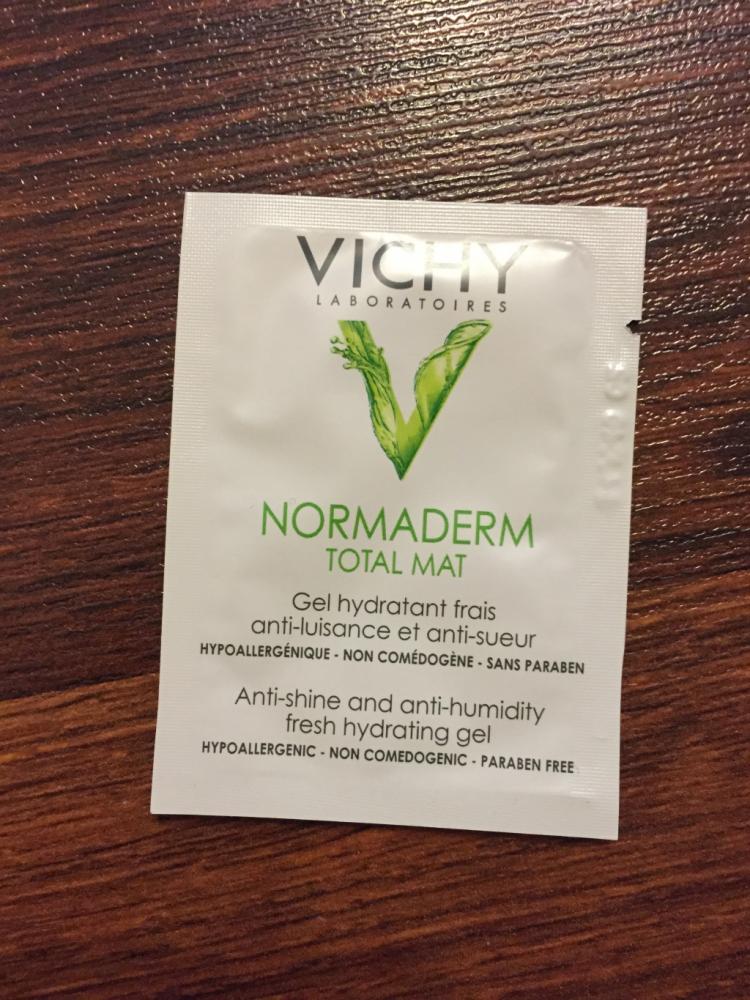 VICHY
LABORATOIRES
NORMADERM
TOTAL MAT
Gel hydratant frais
anti-luisance et anti-sueur
HYPOALLERGÉNIQUE - NON COMÉDOGÈNE - SANS PARABEN
Anti-shine and anti-humidity
fresh hydrating gel
HYPOALLERGENIC - NON COMEDOGENIC - PARABEN FREE